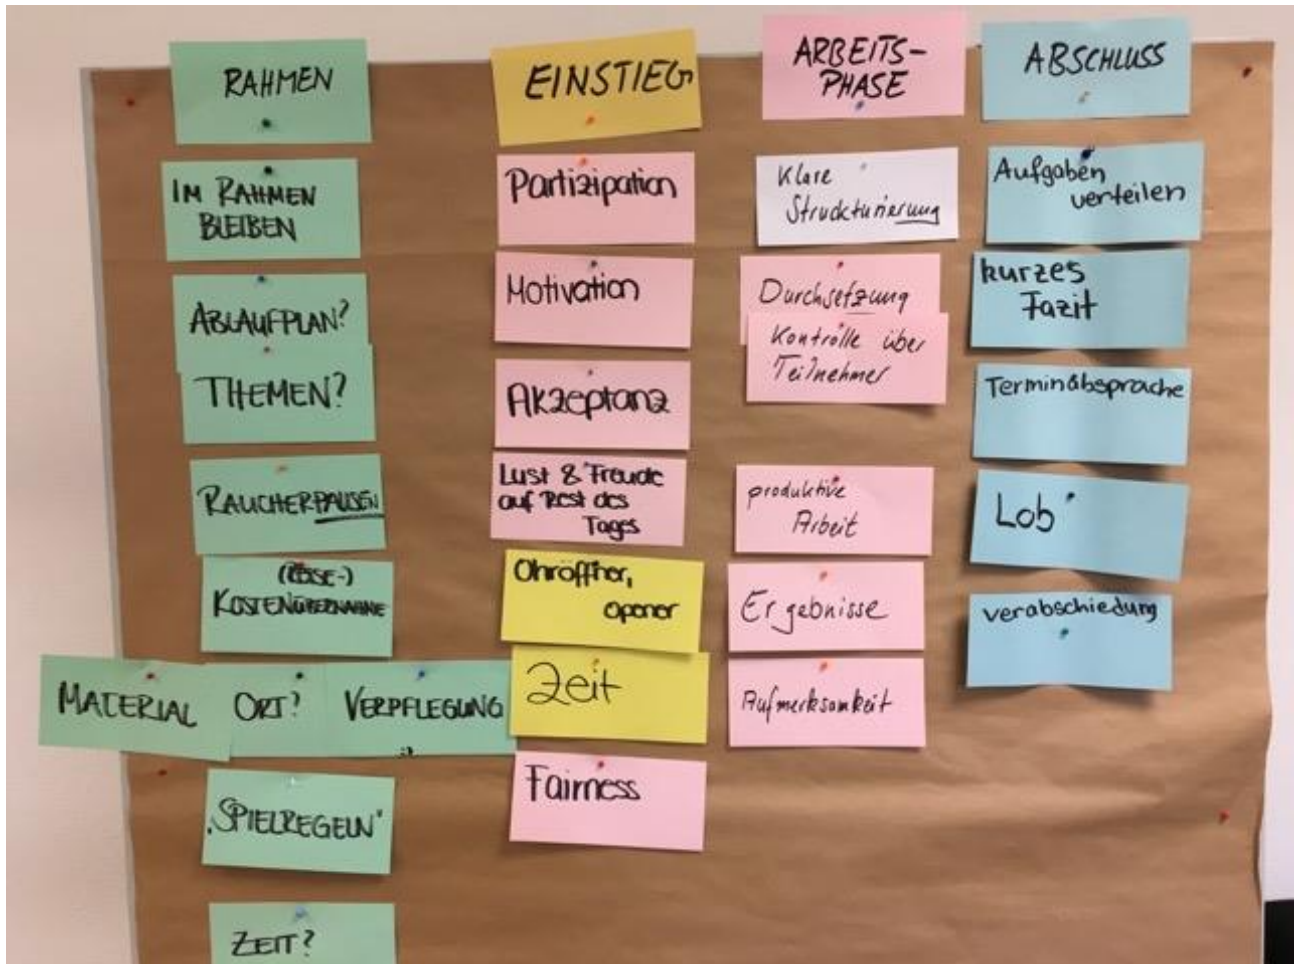 RAHMEN
IM RAHMEN
BLEIBEN
ABLAUFPLAN?
THEMEN?
RAUCHERPAUSEN
(REISE-)
KOSTENÜBERNAHME
MATERIAL
ORT?
VERPFLEGUNG
„SPIELREGELN“
ZEIT?
EINSTIEG
Partizipation
Motivation
Akzeptanz
Lust & Freude
auf Rest des
Tages
Ohröffner,
opener
Zeit
Fairness
ARBEITS-
PHASE
Klare
Struckturierung
Durchsetzung
Kontrolle über
Teilnehmer
produktive
Arbeit
Ergebnisse
Aufmerksamkeit
ABSCHLUSS
Aufgaben
verteilen
kurzes
Fazit
Terminabsprache
Lob
verabschiedung